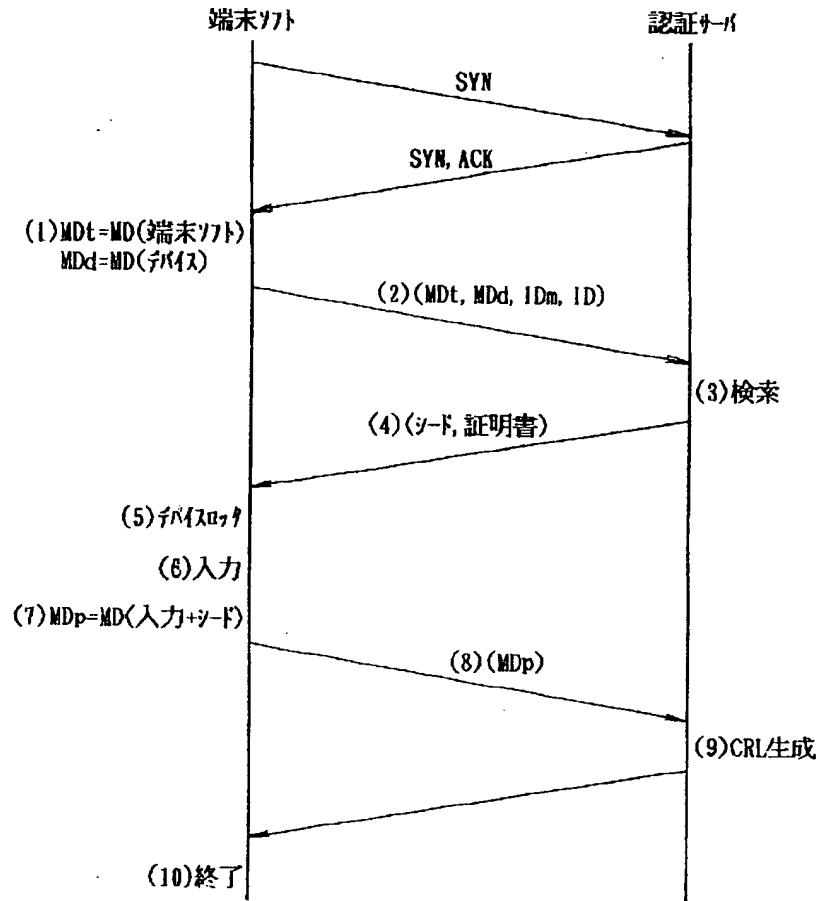 端末ソフト
認証サーバ
SYN
SYN, ACK
(1)MDt=MD(端末ソフト)
MDd=MD(デバイス)
(2)(MDt, MDd, IDm, ID)
(3)検索
(4)(シード, 証明書)
(5)デバイスロック
(6)入力
(7)MDp=MD(入力+シード)
(8)(MDp)
(9)CRL生成
(10)終了